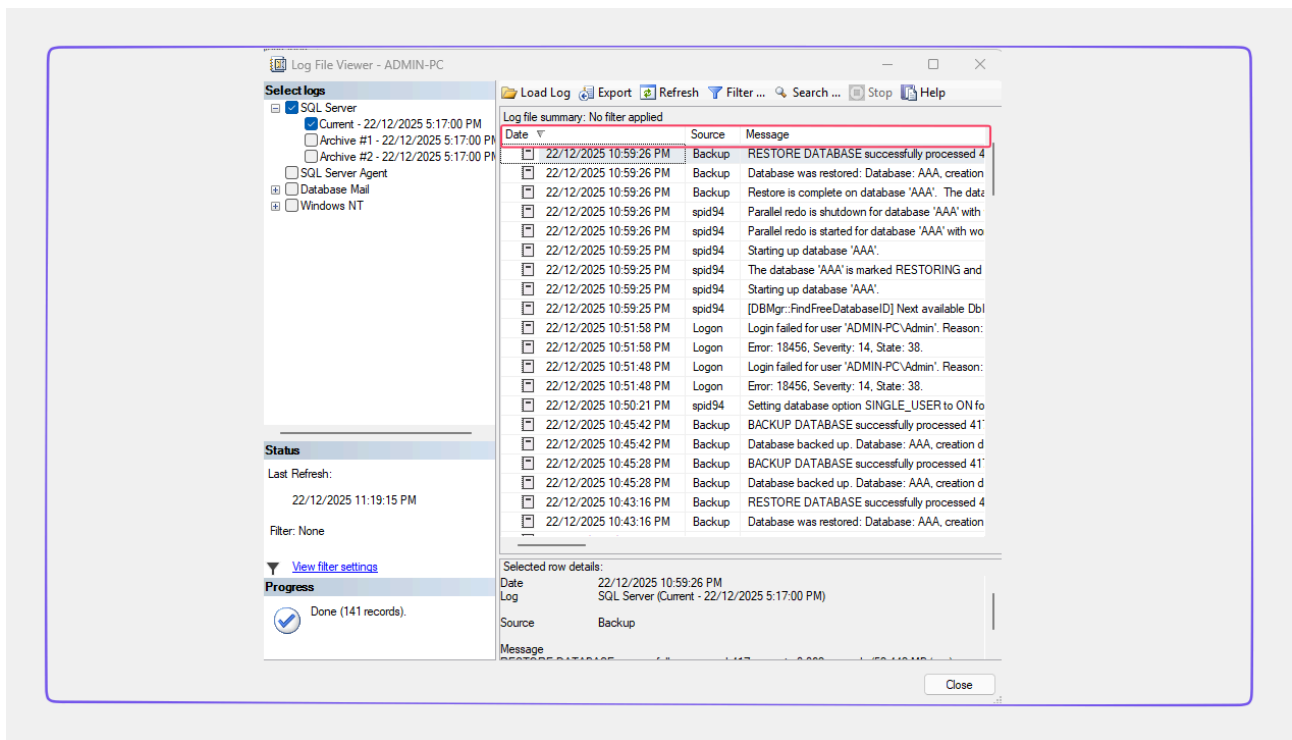 Log File Viewer - ADMIN-PC
Select logs
SQL Server
Current - 22/12/2025 5:17:00 PM
Archive #1 - 22/12/2025 5:17:00 PM
Archive #2 - 22/12/2025 5:17:00 PM
SQL Server Agent
Database Mail
Windows NT
Status
Last Refresh:
22/12/2025 11:19:15 PM
Filter: None
View filter settings
Progress
Done (141 records).
Load Log Export Refresh Filter ... Search ... Stop Help
Log file summary: No filter applied
Date Source Message
22/12/2025 10:59:26 PM Backup RESTORE DATABASE successfully processed 4
22/12/2025 10:59:26 PM Backup Database was restored: Database: AAA, creation
22/12/2025 10:59:26 PM Backup Restore is complete on database 'AAA'. The data
22/12/2025 10:59:26 PM spid94 Parallel redo is shutdown for database 'AAA' with
22/12/2025 10:59:26 PM spid94 Parallel redo is started for database 'AAA' with wo
22/12/2025 10:59:25 PM spid94 Starting up database 'AAA'.
22/12/2025 10:59:25 PM spid94 The database 'AAA' is marked RESTORING and
22/12/2025 10:59:25 PM spid94 Starting up database 'AAA'.
22/12/2025 10:59:25 PM spid94 [DBMgr::FindFreeDatabaseID] Next available DbI
22/12/2025 10:51:58 PM Logon Login failed for user 'ADMIN-PC\Admin'. Reason:
22/12/2025 10:51:58 PM Logon Error: 18456, Severity: 14, State: 38.
22/12/2025 10:51:48 PM Logon Login failed for user 'ADMIN-PC\Admin'. Reason:
22/12/2025 10:51:48 PM Logon Error: 18456, Severity: 14, State: 38.
22/12/2025 10:50:21 PM spid94 Setting database option SINGLE_USER to ON fo
22/12/2025 10:45:42 PM Backup BACKUP DATABASE successfully processed 417
22/12/2025 10:45:42 PM Backup Database backed up. Database: AAA, creation d
22/12/2025 10:45:28 PM Backup BACKUP DATABASE successfully processed 417
22/12/2025 10:45:28 PM Backup Database backed up. Database: AAA, creation d
22/12/2025 10:43:16 PM Backup RESTORE DATABASE successfully processed 4
22/12/2025 10:43:16 PM Backup Database was restored: Database: AAA, creation
Selected row details:
Date 22/12/2025 10:59:26 PM
Log SQL Server (Current - 22/12/2025 5:17:00 PM)
Source Backup
Message
Close